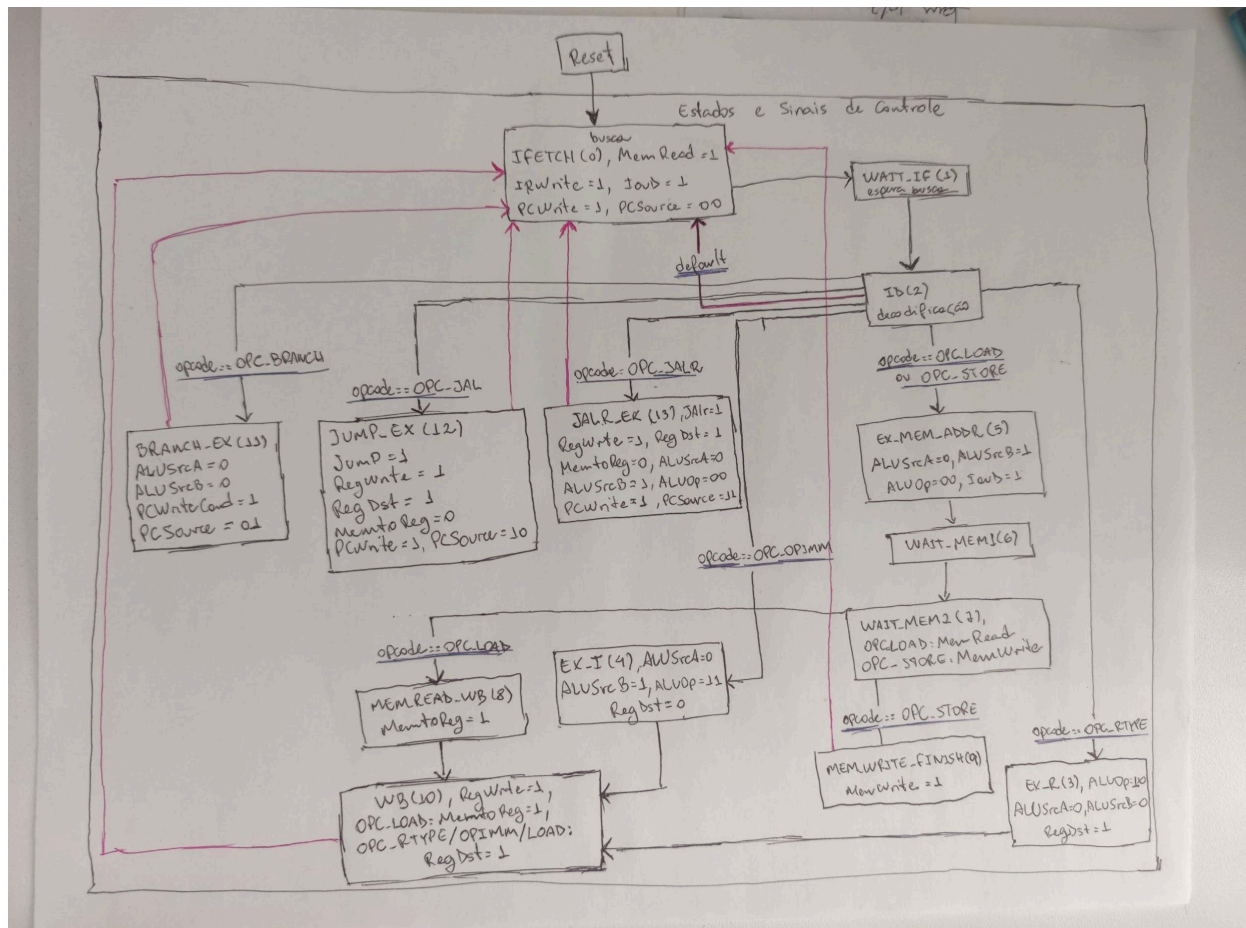 Reset
Estados e Sinais de Controle
busca
IFETCH(0), MemRead=1
IRWrite=1, IouD=1
PCWrite=1, PCSource=00
WAIT_IF(1)
espera busca
default
ID(2)
decodificação
opcode==OPC_BRANCH
opcode==OPC_JAL
opcode=OPC_JALR
opcode==OPC_LOAD
ou OPC_STORE
BRANCH_EX(11)
ALUSrcA=0
ALUSrcB=0
PCWriteCond=1
PCSource=01
JUMP_EX(12)
Jump=1
RegWrite=1
RegDst=1
MemtoReg=0
PCWrite=1, PCSource=10
JALR_EX(13), JAlr=1
RegWrite=1, RegDst=1
MemtoReg=0, ALUSrcA=0
ALUSrcB=1, ALUOp=00
PCWrite=1, PCSource=11
EX_MEM_ADDR(5)
ALUSrcA=0, ALUSrcB=1
ALUOp=00, IouD=1
opcode==OPC_OPIMM
WAIT_MEM1(6)
WAIT_MEM2(7),
OPC_LOAD: MemRead
OPC_STORE: MemWrite
opcode==OPC_LOAD
EX_I(4), ALUSrcA=0
ALUSrcB=1, ALUOp=11
RegDst=0
MEM_READ_WB(8)
MemtoReg=1
opcode==OPC_STORE
opcode==OPC_RTYPE
MEM_WRITE_FINISH(9)
MemWrite=1
EX_R(3), ALUOp=10
ALUSrcA=0, ALUSrcB=0
RegDst=1
WB(10), RegWrite=1,
OPC_LOAD: MemtoReg=1,
OPC_RTYPE/OPIMM/LOAD:
RegDst=1